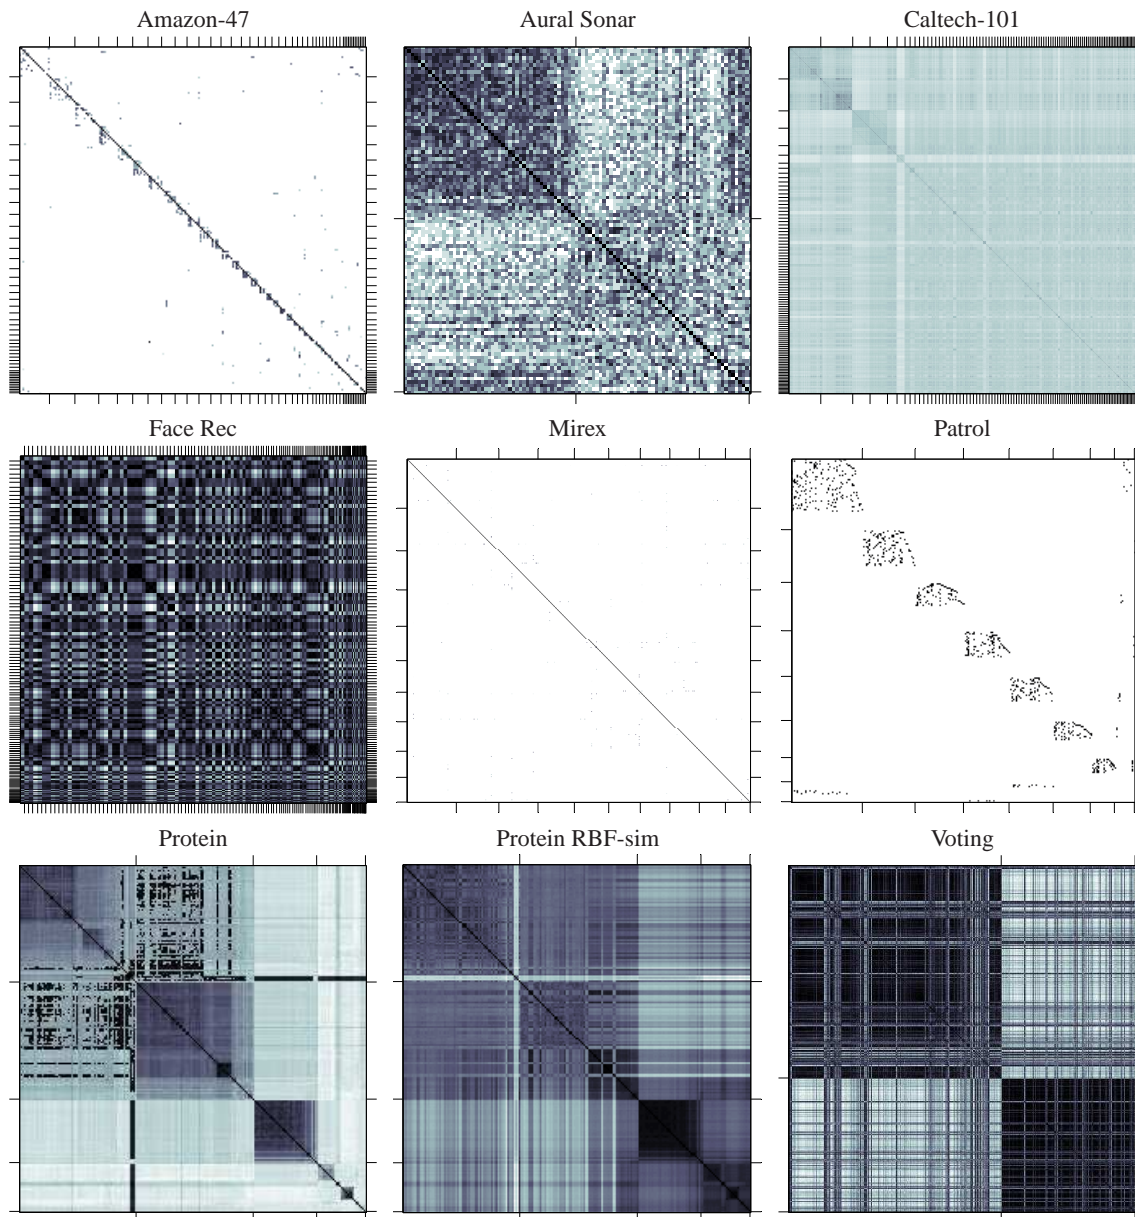 Amazon-47
Aural Sonar
Caltech-101
Face Rec
Mirex
Patrol
Protein
Protein RBF-sim
Voting